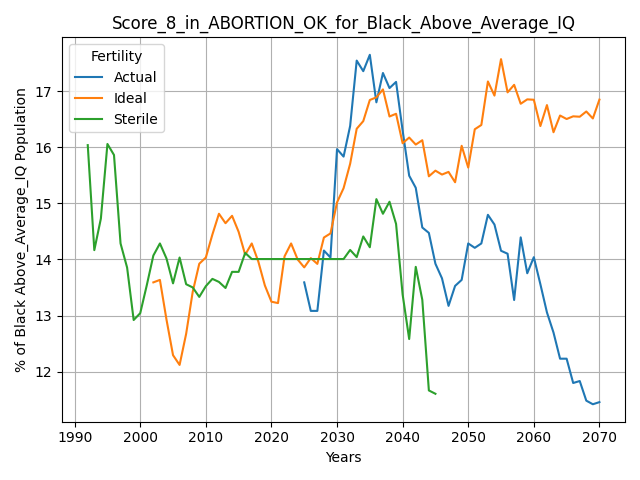 Score_8_in_ABORTION_OK_for_Black_Above_Average_IQ
Fertility
Actual
Ideal
Sterile
% of Black Above_Average_IQ Population
17
16
15
14
13
12
1990 2000 2010 2020 2030 2040 2050 2060 2070
Years